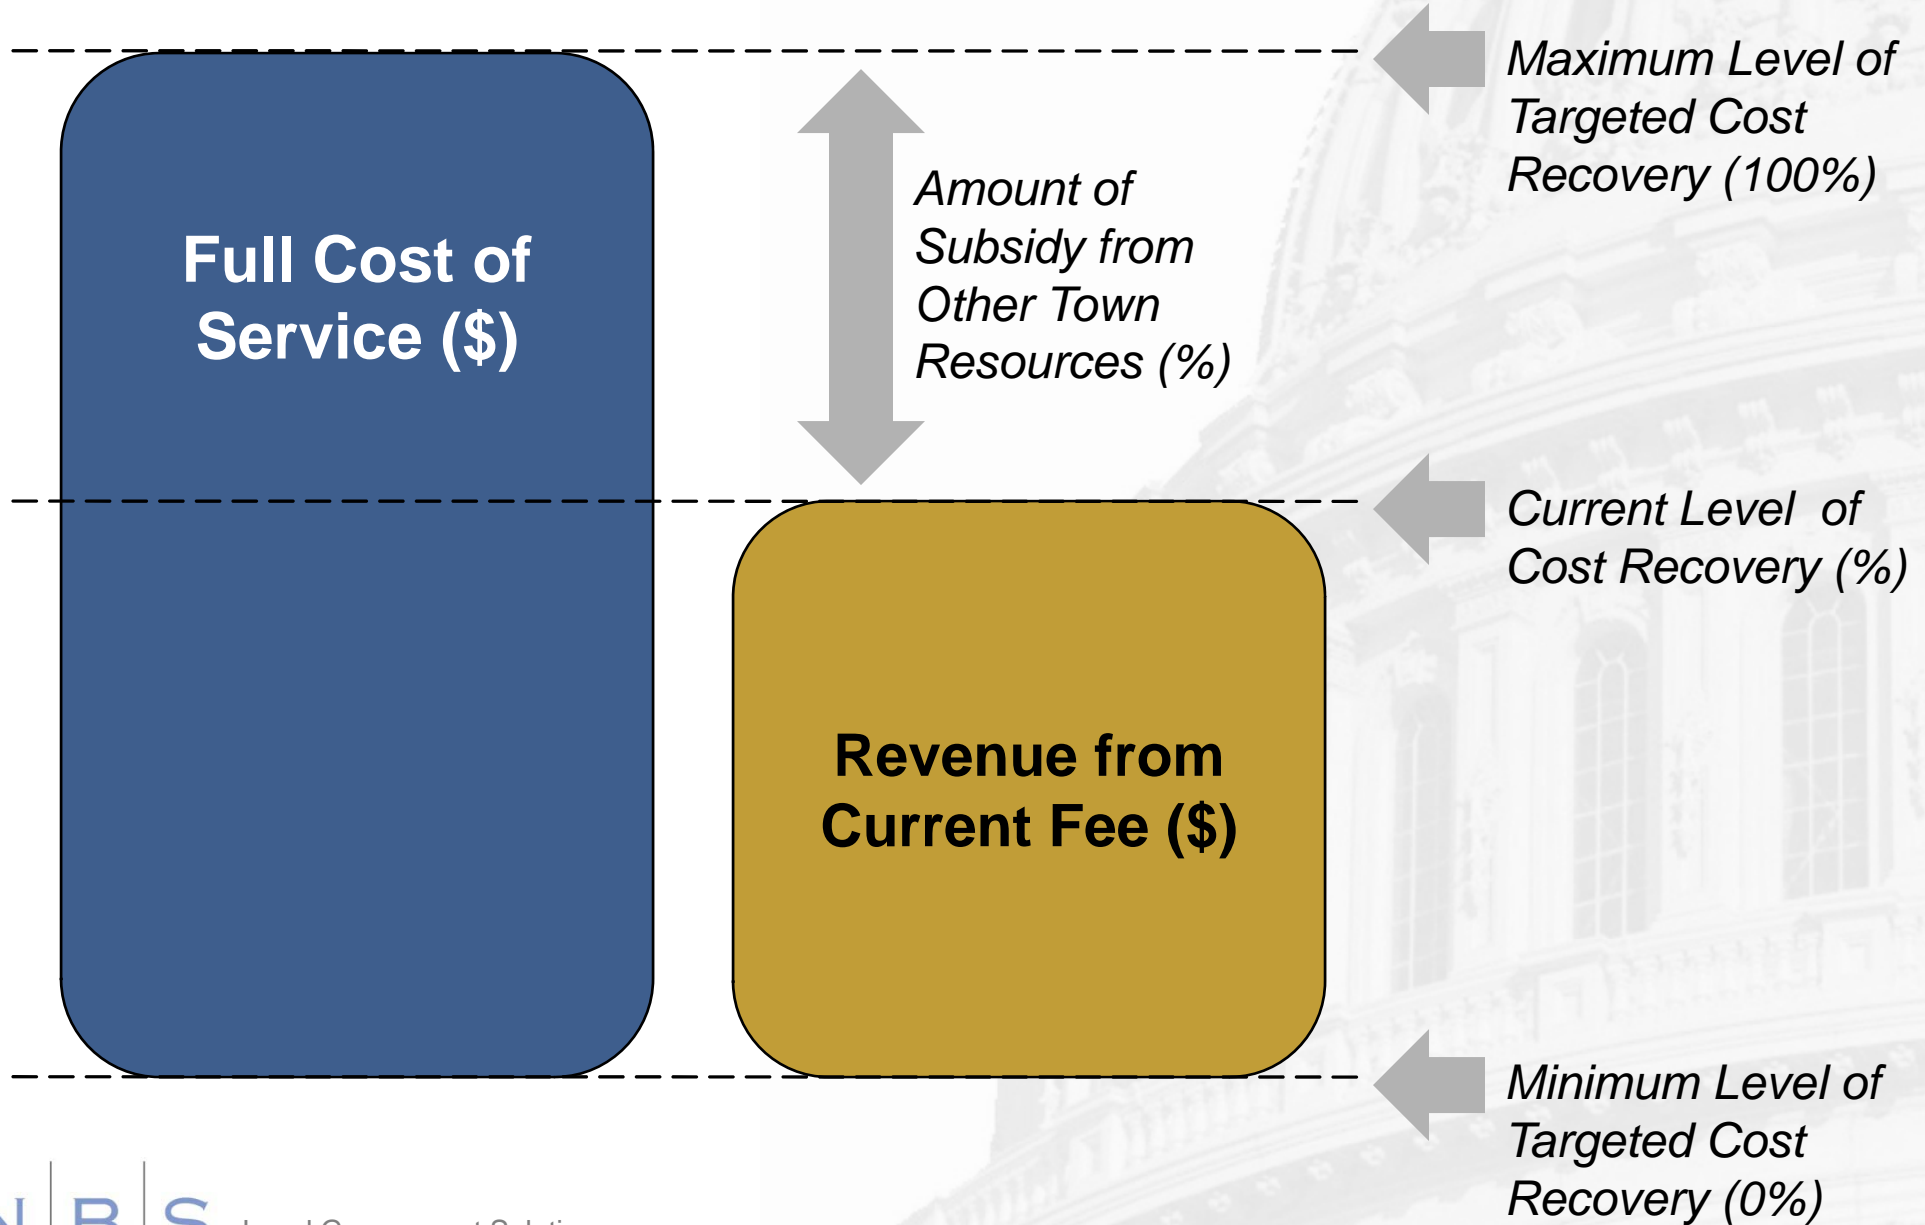 Full Cost of
Service ($)
Amount of
Subsidy from
Other Town
Resources (%)
Revenue from
Current Fee ($)
Maximum Level of
Targeted Cost
Recovery (100%)
Current Level of
Cost Recovery (%)
Minimum Level of
Targeted Cost
Recovery (0%)
NBS